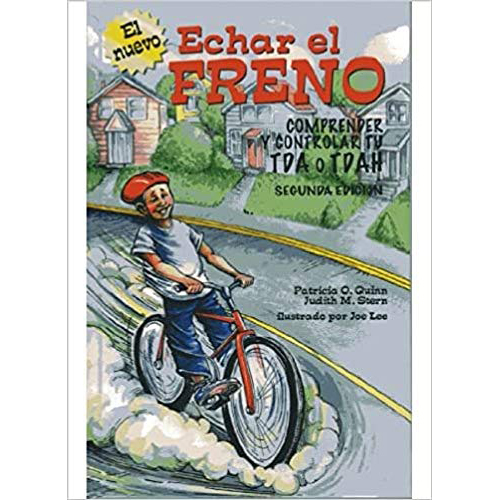 El
nuevo
Echar el
FRENO
COMPRENDER
Y CONTROLAR TU
TDA O TDAH
SEGUNDA EDICIÓN
Patricia O. Quinn
Judith M. Stern
Ilustrado por Joe Lee